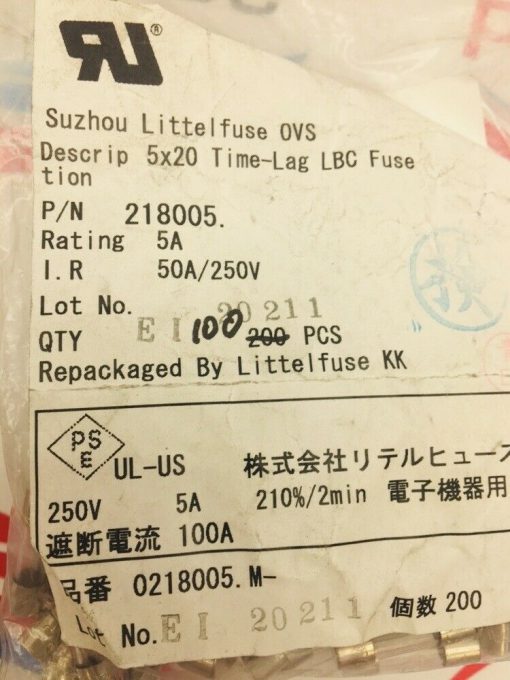 RU
Suzhou Littelfuse OVS
Descrip 5x20 Time-Lag LBC Fuse
tion
P/N 218005.
Rating 5A
I.R 50A/250V
Lot No. EI 20211
QTY 100 200 PCS
Repackaged By Littelfuse KK
検
PS
E
UL-US 株式会社リテルヒューズ
250V 5A 210%/2min 電子機器用
遮断電流 100A
品番 0218005.M-
個数 200
Lot No. EI 20211